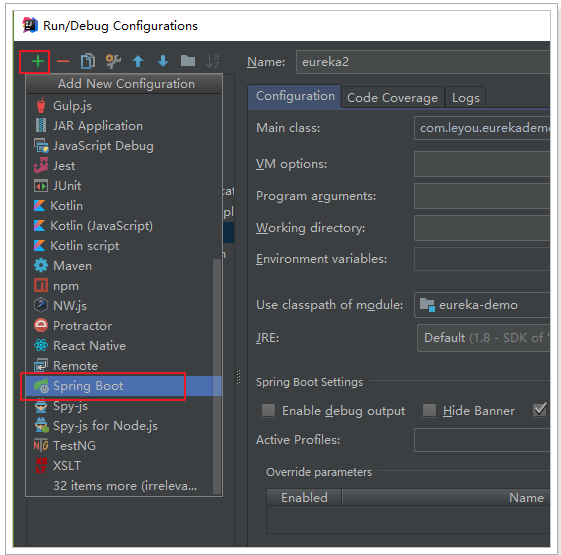 Run/Debug Configurations
Name: eureka2
Add New Configuration
Gulp.js
JAR Application
JavaScript Debug
Jest
JUnit
Kotlin
Kotlin (JavaScript)
Kotlin script
Maven
npm
NW.js
Protractor
React Native
Remote
Spring Boot
Spy-js
Spy-js for Node.js
TestNG
XSLT
32 items more (irreleva...
Configuration Code Coverage Logs
Main class: com.leyou.eurekademo
VM options:
Program arguments:
Working directory:
Environment variables:
Use classpath of module: eureka-demo
JRE: Default (1.8 - SDK of '
Spring Boot Settings
Enable debug output Hide Banner
Active Profiles:
Override parameters
Enabled Name